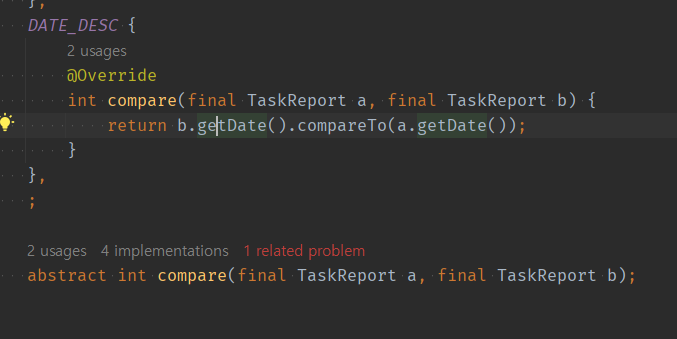 },
DATE_DESC {
2 usages
@Override
int compare(final TaskReport a, final TaskReport b) {
return b.getDate().compareTo(a.getDate());
}
},
;
2 usages 4 implementations 1 related problem
abstract int compare(final TaskReport a, final TaskReport b);